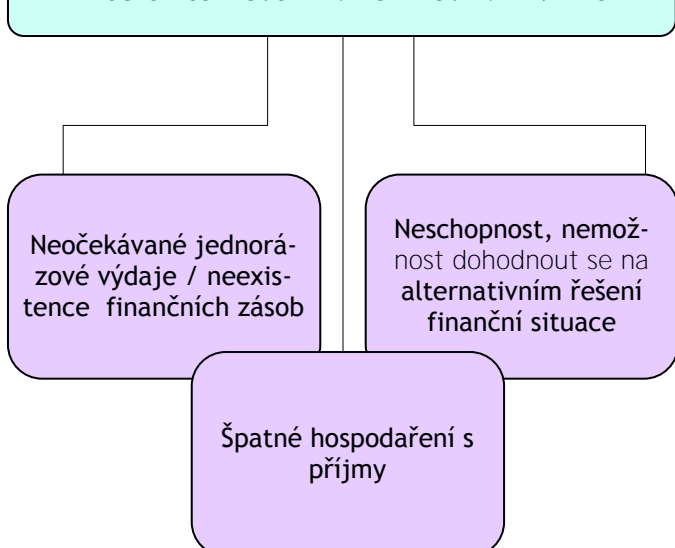 Neočekávané jednorá-
zové výdaje / neexis-
tence finančních zásob
Neschopnost, nemož-
nost dohodnout se na
alternativním řešení
finanční situace
Špatné hospodaření s
příjmy